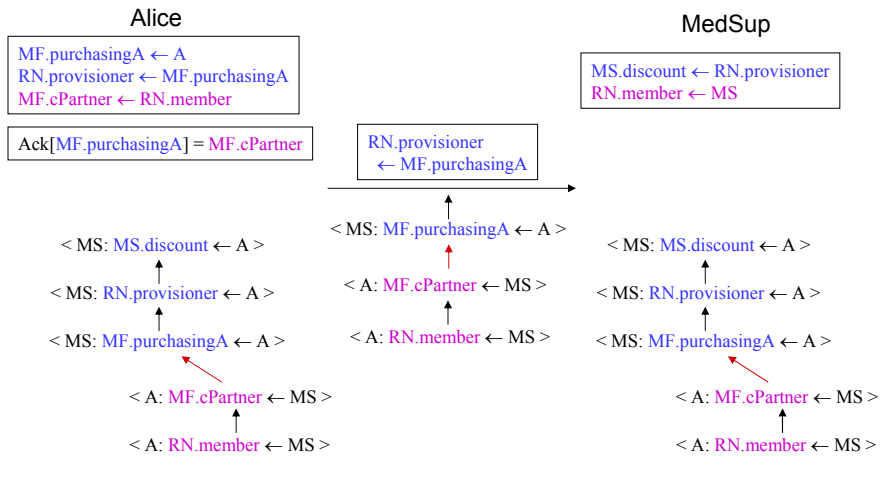 Alice
MedSup
MF.purchasingA ← A
RN.provisioner ← MF.purchasingA
MF.cPartner ← RN.member
MS.discount ← RN.provisioner
RN.member ← MS
Ack[MF.purchasingA] = MF.cPartner
RN.provisioner
← MF.purchasingA
< MS: MS.discount ← A >
< MS: RN.provisioner ← A >
< MS: MF.purchasingA ← A >
< A: MF.cPartner ← MS >
< A: RN.member ← MS >
< MS: MF.purchasingA ← A >
< A: MF.cPartner ← MS >
< A: RN.member ← MS >
< MS: MS.discount ← A >
< MS: RN.provisioner ← A >
< MS: MF.purchasingA ← A >
< A: MF.cPartner ← MS >
< A: RN.member ← MS >